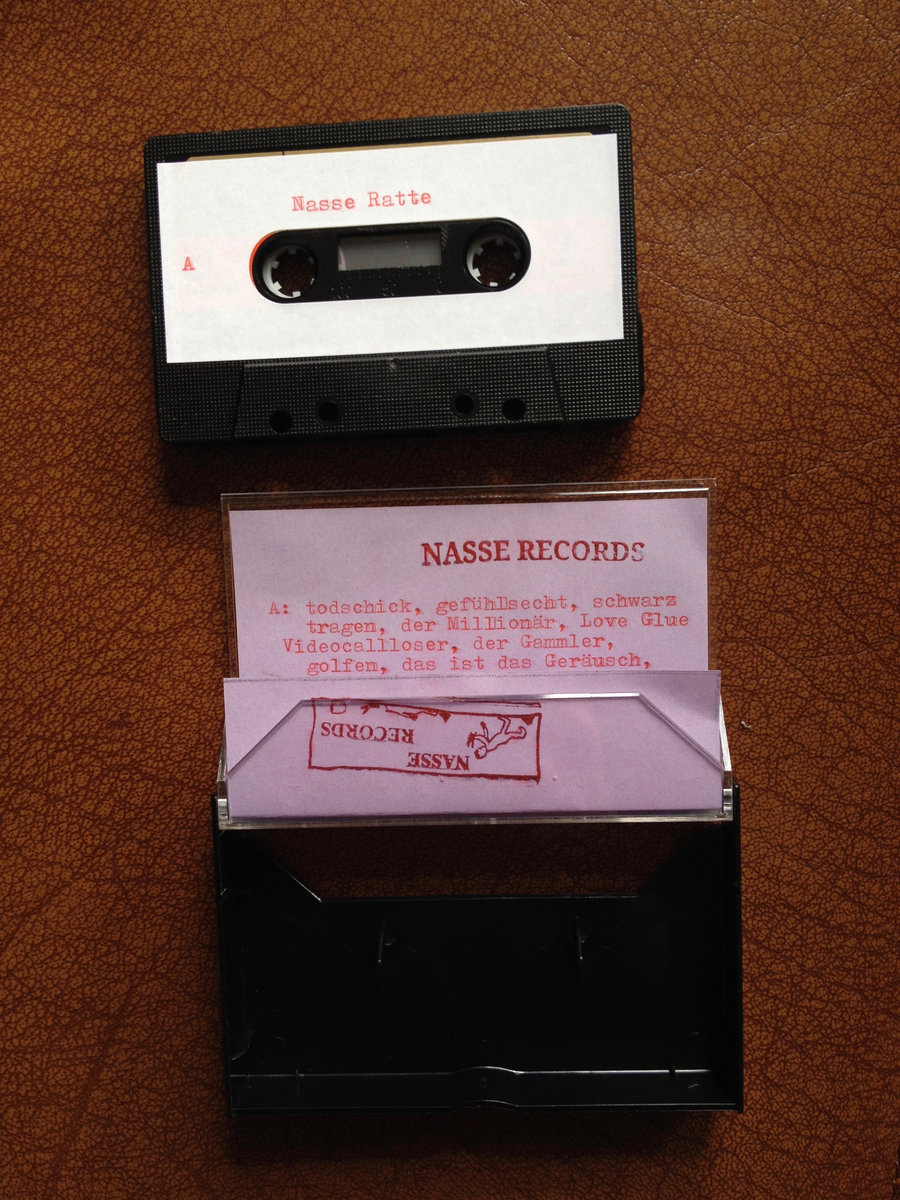 Nasse Ratte
A
NASSE RECORDS
A: todschick, gefühlsecht, schwarz
tragen, der Millionär, Love Glue
Videocallloser, der Gammler,
golfen, das ist das Geräusch,
NASSE
RECORDS